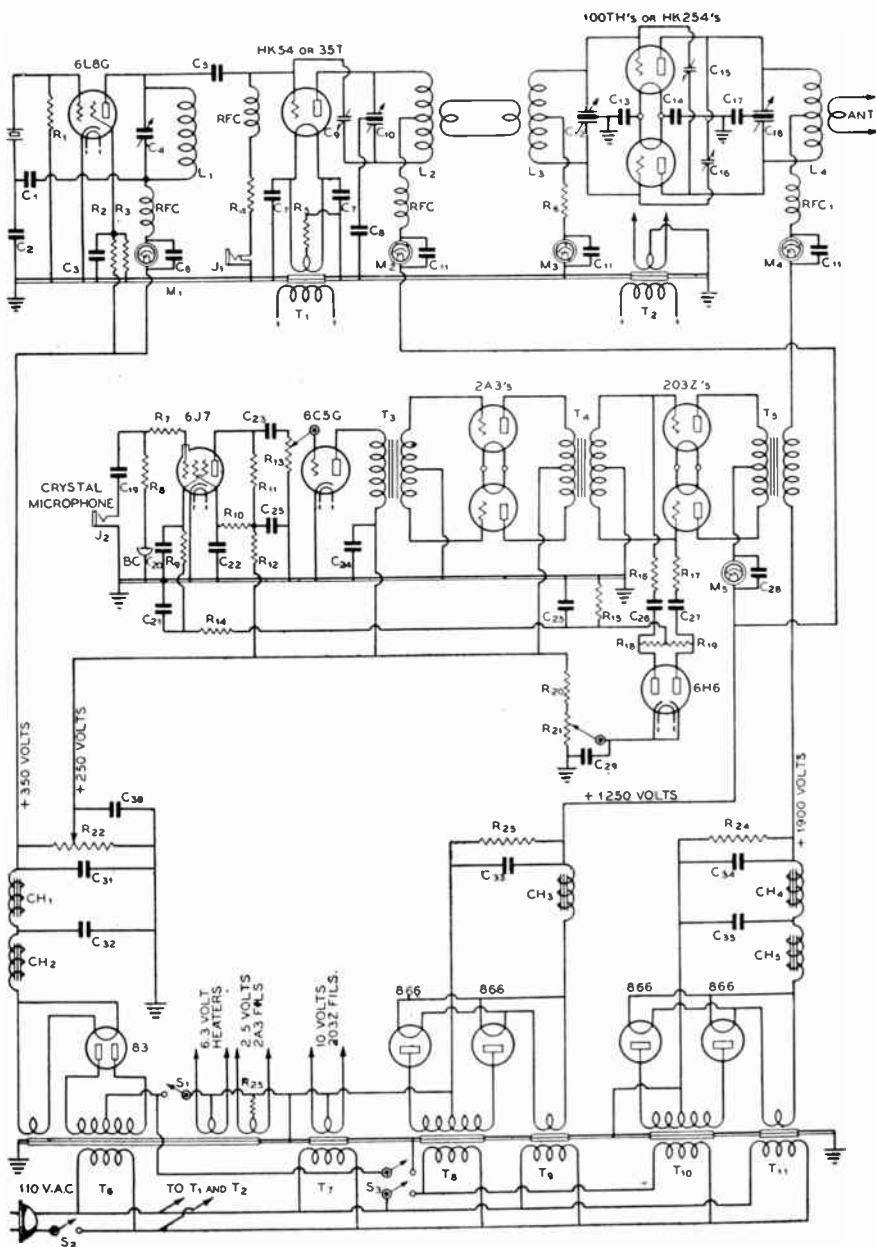 100TH's OR HK254's
6L8G
C5
HK54 OR 35T
R1
C4
L1
RFC
C9
C10
L2
L3
C12
C13
C14
C15
C16
C17
C18
L4
ANT
C1
C2
R2
R3
RFC
R4
C7
R5
C7
C8
RFC
R6
RFC1
C3
M1
C6
J1
T1
M2
C11
M3
C11
T2
M4
C11
2A3's
203Z's
6J7
6C5G
T3
T4
T5
R7
C23
R13
R11
CRYSTAL
MICROPHONE
C19
R8
J2
BC
C20
R9
R10
C22
C25
R12
C24
R16
R17
M5
C28
C21
R14
C25
R15
C26
C27
R18
R19
6H6
R20
R21
C29
+350 VOLTS
+250 VOLTS
+1250 VOLTS
+1900 VOLTS
C30
R22
C31
CH1
C32
CH2
R25
C33
CH3
R24
C34
CH4
C35
CH5
83
6.3 VOLT
HEATERS
2.5 VOLTS
2A3 FILS
10 VOLTS
203Z FILS.
866
866
866
866
S1
R23
T6
T7
S3
T8
T9
T10
T11
110 V.A.C
TO T1 AND T2
S2